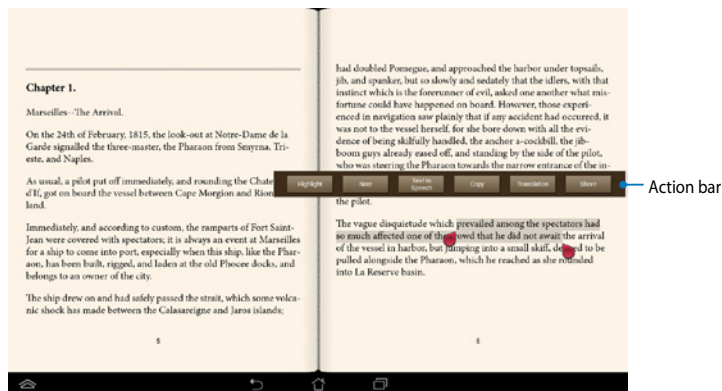 Chapter 1.
Marseilles--The Arrival.
On the 24th of February, 1815, the look-out at Notre-Dame de la
Garde signalled the three-master, the Pharaon from Smyrna, Tri-
este, and Naples.
As usual, a pilot put off immediately, and rounding the Chate
d'If, got on board the vessel between Cape Morgion and Rion
land.
Immediately, and according to custom, the ramparts of Fort Saint-
Jean were covered with spectators; it is always an event at Marseilles
for a ship to come into port, especially when this ship, like the Phar-
aon, has been built, rigged, and laden at the old Phocee docks, and
belongs to an owner of the city.
The ship drew on and had safely passed the strait, which some volca-
nic shock has made between the Calasareigne and Jaros islands;
5
had doubled Pomegue, and approached the harbor under topsails,
jib, and spanker, but so slowly and sedately that the idlers, with that
instinct which is the forerunner of evil, asked one another what mis-
fortune could have happened on board. However, those experi-
enced in navigation saw plainly that if any accident had occurred, it
was not to the vessel herself, for she bore down with all the evi-
dence of being skilfully handled, the anchor a-cockbill, the jib-
boom guys already eased off, and standing by the side of the pilot,
who was steering the Pharaon towards the narrow entrance of the in-
Highlight Note Text to Speech Copy Translation Share
Action bar
the pilot.
The vague disquietude which prevailed among the spectators had
so much affected one of the crowd that he did not await the arrival
of the vessel in harbor, but jumping into a small skiff, desired to be
pulled alongside the Pharaon, which he reached as she rounded
into La Reserve basin.
6